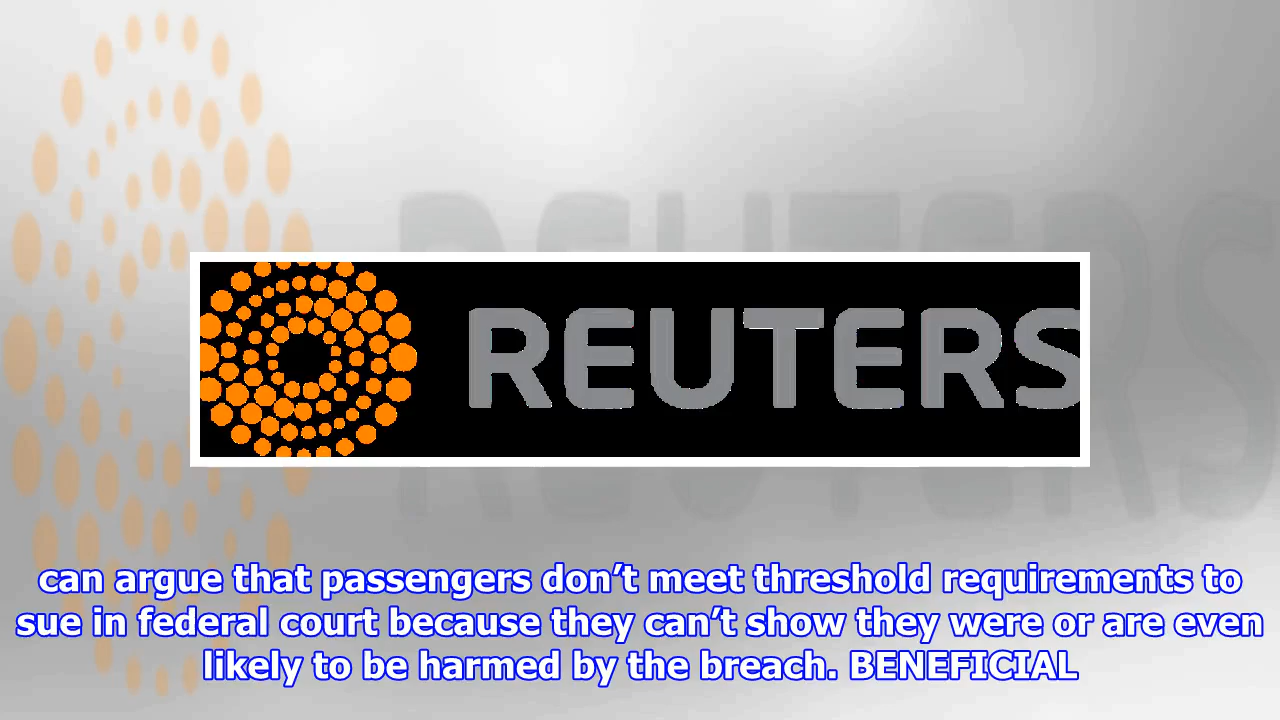 REUTERS
REUTERS
can argue that passengers don’t meet threshold requirements to
sue in federal court because they can’t show they were or are even
likely to be harmed by the breach. BENEFICIAL